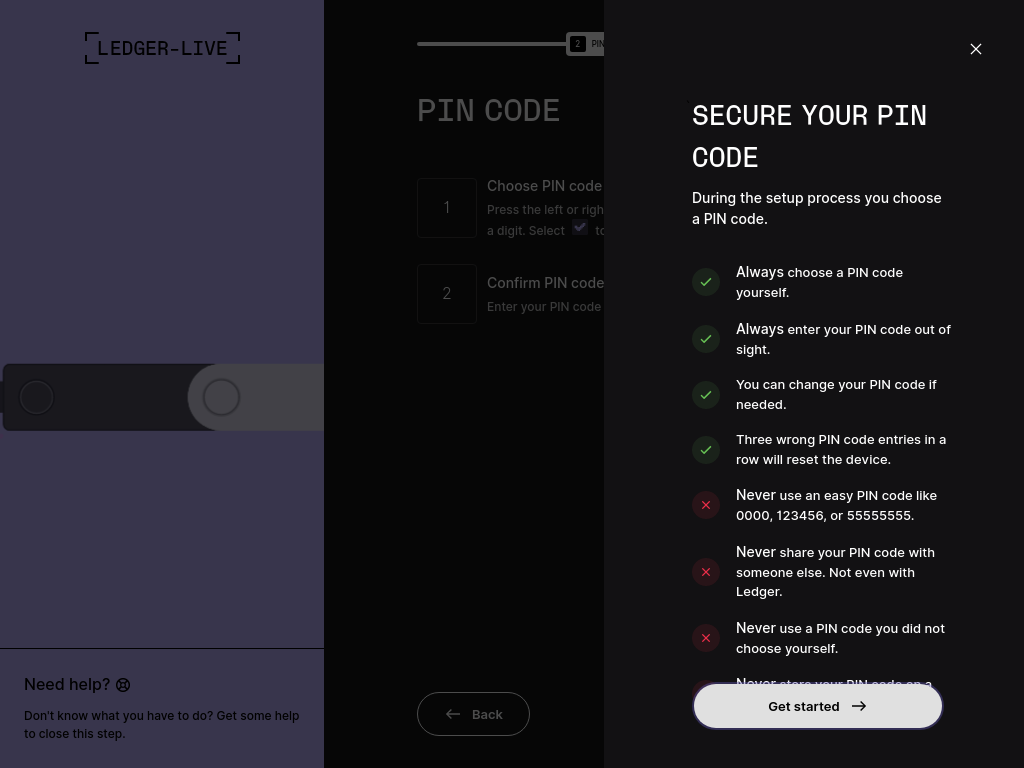 LEDGER-LIVE
2 PIN
PIN CODE
1
Choose PIN code
Press the left or righ
a digit. Select to
2
Confirm PIN code
Enter your PIN code
Back
Need help?
Don't know what you have to do? Get some help
to close this step.
SECURE YOUR PIN
CODE
During the setup process you choose
a PIN code.
Always choose a PIN code
yourself.
Always enter your PIN code out of
sight.
You can change your PIN code if
needed.
Three wrong PIN code entries in a
row will reset the device.
Never use an easy PIN code like
0000, 123456, or 55555555.
Never share your PIN code with
someone else. Not even with
Ledger.
Never use a PIN code you did not
choose yourself.
Never store your PIN code on a
Get started